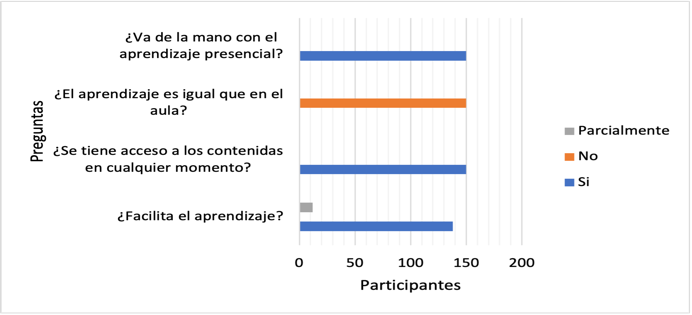 ¿Va de la mano con el
aprendizaje presencial?
¿El aprendizaje es igual que en el
aula?
¿Se tiene acceso a los contenidas
en cualquier momento?
¿Facilita el aprendizaje?
Preguntas
0 50 100 150 200
Participantes
Parcialmente
No
Si